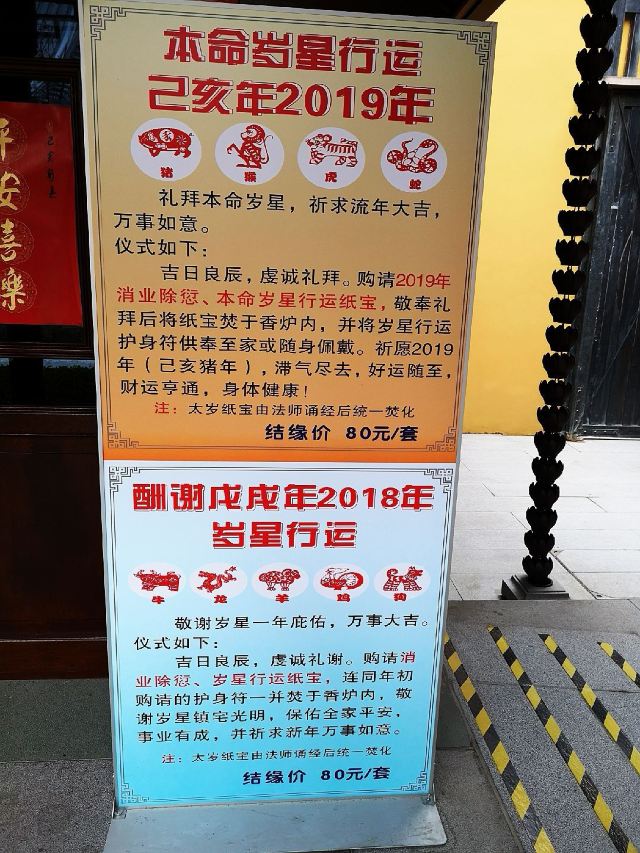 本命岁星行运
己亥年2019年
猪 猴 虎 蛇
礼拜本命岁星，祈求流年大吉，
万事如意。
仪式如下：
吉日良辰，虔诚礼拜。购请2019年
消业除愆、本命岁星行运纸宝，敬奉礼
拜后将纸宝焚于香炉内，并将岁星行运
护身符供奉至家或随身佩戴。祈愿2019
年（己亥猪年），滞气尽去，好运随至，
财运亨通，身体健康！
注：太岁纸宝由法师诵经后统一焚化
结缘价 80元/套
酬谢戊戌年2018年
岁星行运
牛 龙 羊 鸡 狗
敬谢岁星一年庇佑，万事大吉。
仪式如下：
吉日良辰，虔诚礼谢。购请消
业除愆、岁星行运纸宝，连同年初
购请的护身符一并焚于香炉内，敬
谢岁星镇宅光明，保佑全家平安，
事业有成，并祈求新年万事如意。
注：太岁纸宝由法师诵经后统一焚化
结缘价 80元/套
平安喜樂